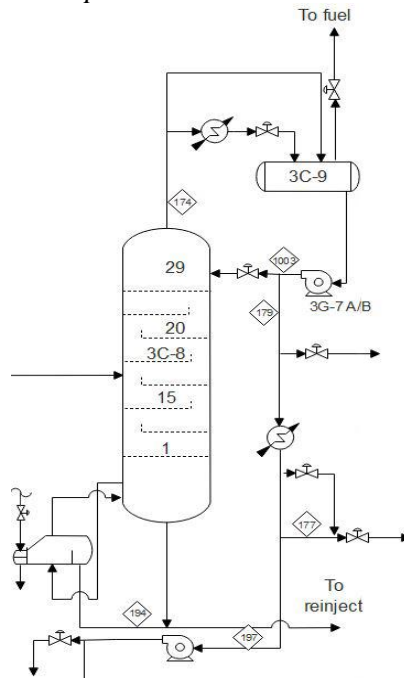 To fuel
3C-9
174
29
1003
3G-7 A/B
179
20
3C-8
15
1
177
194
To
reinject
197